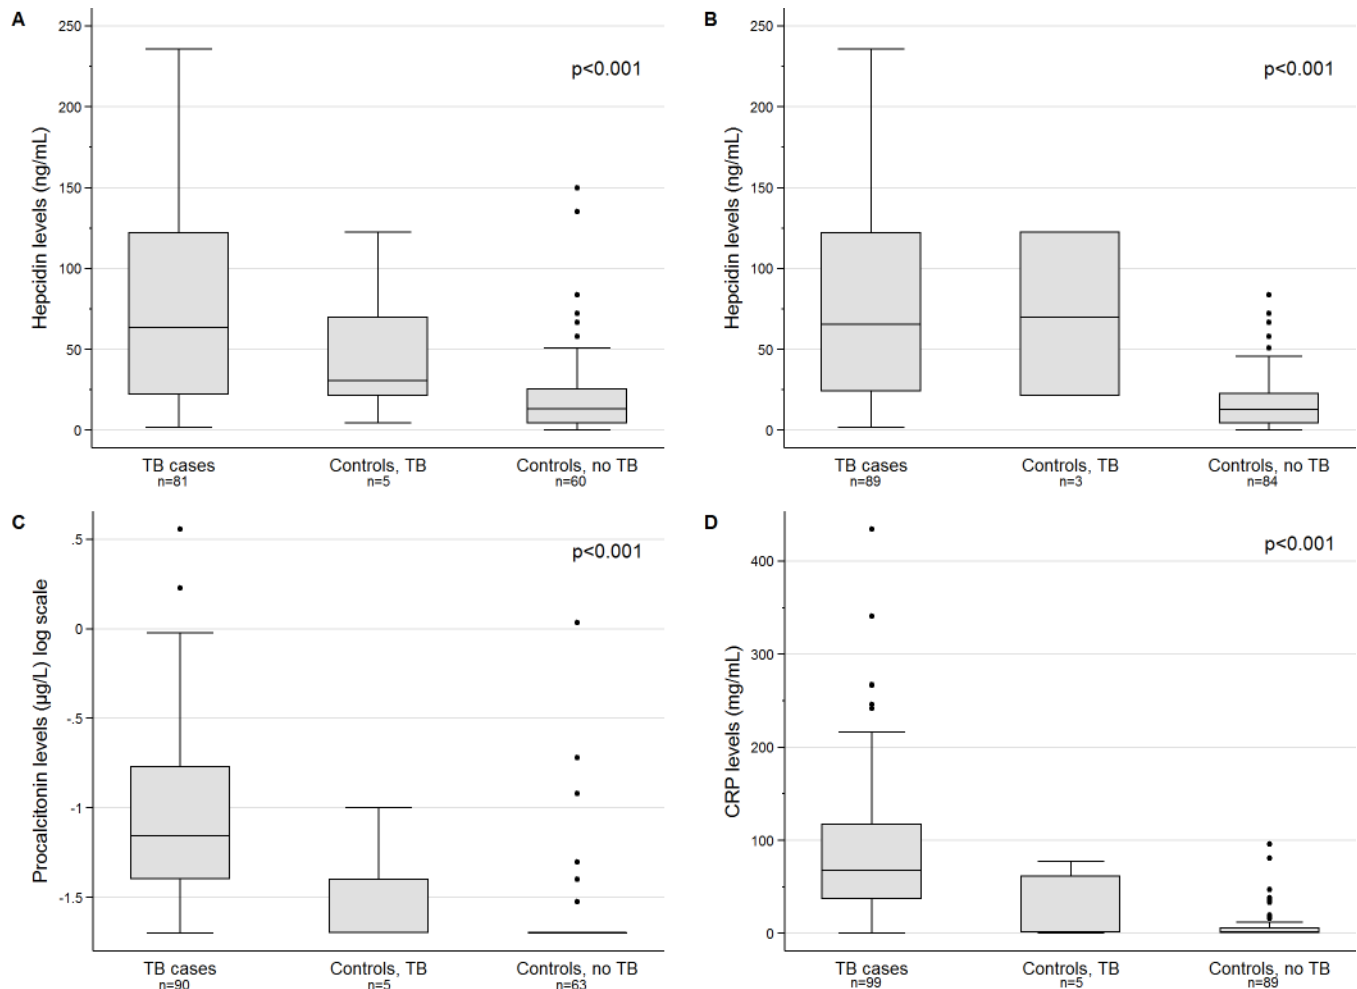 A
250
200
150
100
50
0
Hepcidin levels (ng/mL)
p<0.001
TB cases
n=81
Controls, TB
n=5
Controls, no TB
n=60
B
250
200
150
100
50
0
Hepcidin levels (ng/mL)
p<0.001
TB cases
n=89
Controls, TB
n=3
Controls, no TB
n=84
C
.5
0
-.5
-1
-1.5
Procalcitonin levels (µg/L) log scale
p<0.001
TB cases
n=90
Controls, TB
n=5
Controls, no TB
n=63
D
400
300
200
100
0
CRP levels (mg/mL)
p<0.001
TB cases
n=99
Controls, TB
n=5
Controls, no TB
n=89